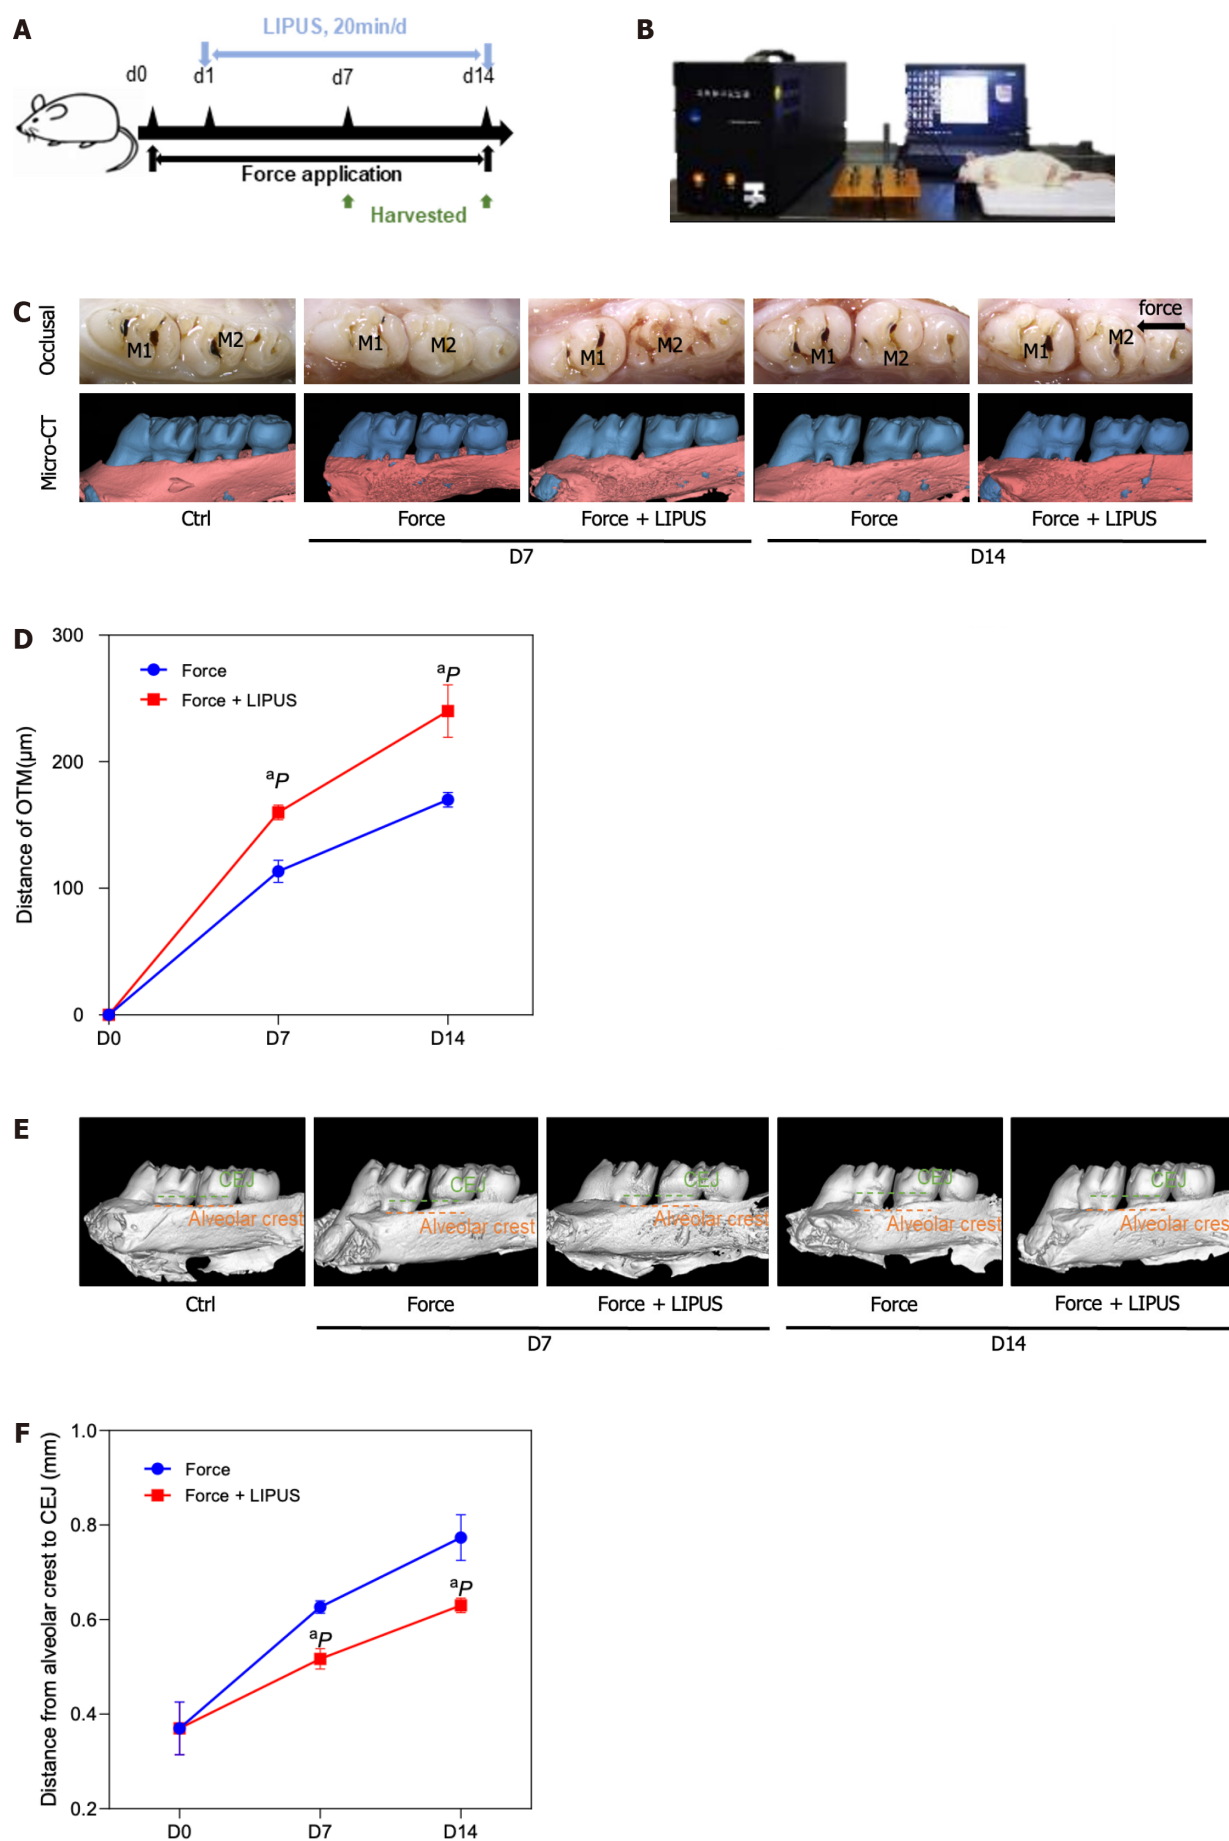 A
LIPUS, 20min/d
d0
d1
d7
d14
Force application
Harvested
B
C
Occlusal
M1
M2
M1
M2
M1
M2
M1
M2
M1
M2
force
Micro-CT
Ctrl
Force
Force + LIPUS
Force
Force + LIPUS
D7
D14
D
300
200
100
0
Distance of OTM(μm)
Force
Force + LIPUS
aP
aP
D0
D7
D14
E
CEJ
Alveolar crest
CEJ
Alveolar crest
CEJ
Alveolar crest
CEJ
Alveolar crest
CEJ
Alveolar crest
Ctrl
Force
Force + LIPUS
Force
Force + LIPUS
D7
D14
F
1.0
0.8
0.6
0.4
0.2
Distance from alveolar crest to CEJ (mm)
Force
Force + LIPUS
aP
aP
D0
D7
D14